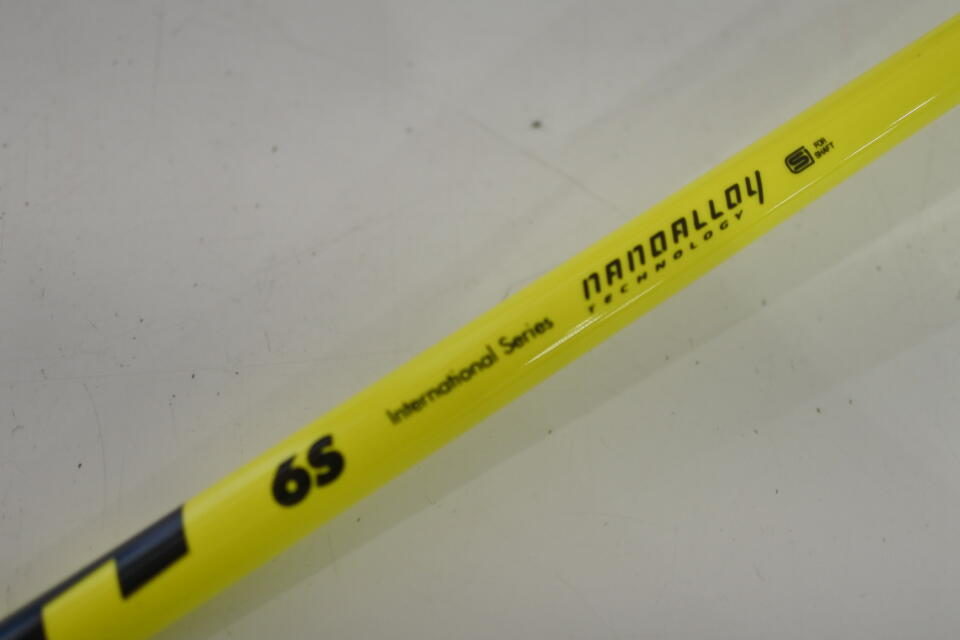 6S
International Series
NANOALLOY
TECHNOLOGY
S FOR
SHAFT